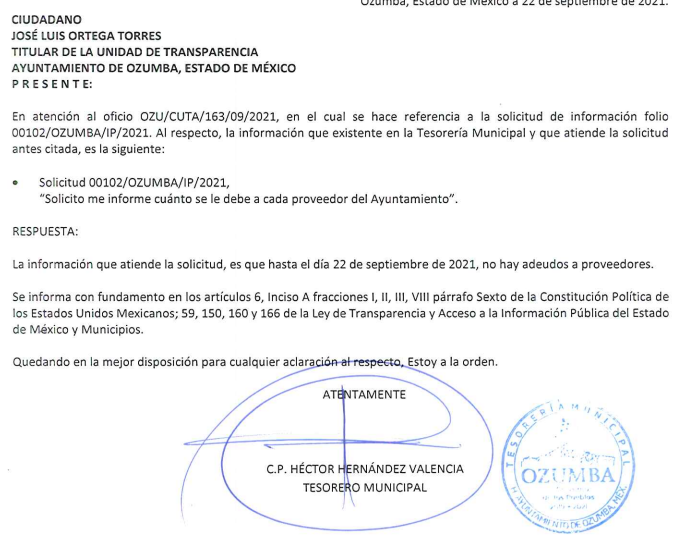 Ozumba, Estado de México a 22 de septiembre de 2021.
CIUDADANO
JOSÉ LUIS ORTEGA TORRES
TITULAR DE LA UNIDAD DE TRANSPARENCIA
AYUNTAMIENTO DE OZUMBA, ESTADO DE MÉXICO
P R E S E N T E:
En atención al oficio OZU/CUTA/163/09/2021, en el cual se hace referencia a la solicitud de información folio
00102/OZUMBA/IP/2021. Al respecto, la información que existente en la Tesorería Municipal y que atiende la solicitud
antes citada, es la siguiente:
• Solicitud 00102/OZUMBA/IP/2021,
“Solicito me informe cuánto se le debe a cada proveedor del Ayuntamiento”.
RESPUESTA:
La información que atiende la solicitud, es que hasta el día 22 de septiembre de 2021, no hay adeudos a proveedores.
Se informa con fundamento en los artículos 6, Inciso A fracciones I, II, III, VIII párrafo Sexto de la Constitución Política de
los Estados Unidos Mexicanos; 59, 150, 160 y 166 de la Ley de Transparencia y Acceso a la Información Pública del Estado
de México y Municipios.
Quedando en la mejor disposición para cualquier aclaración al respecto, Estoy a la orden.
ATENTAMENTE
C.P. HÉCTOR HERNÁNDEZ VALENCIA
TESORERO MUNICIPAL
TESORERÍA MUNICIPAL
OZUMBA
H. AYUNTAMIENTO DE OZUMBA, MEX.